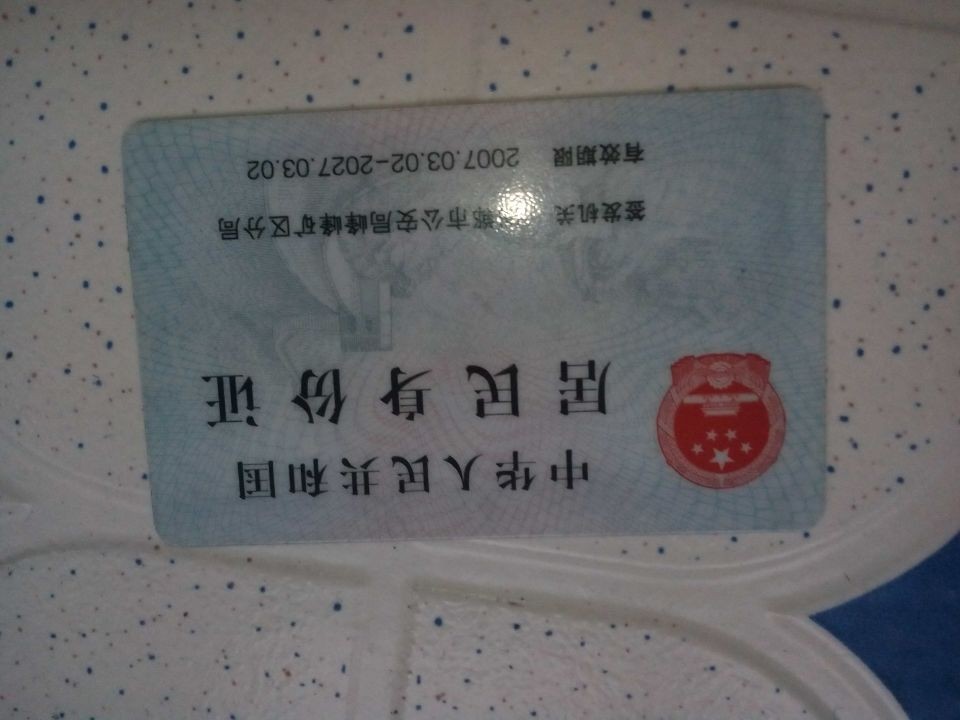 中华人民共和国
居民身份证
签发机关 郸市公安局峰峰矿区分局
有效期限 2007.03.02-2027.03.02